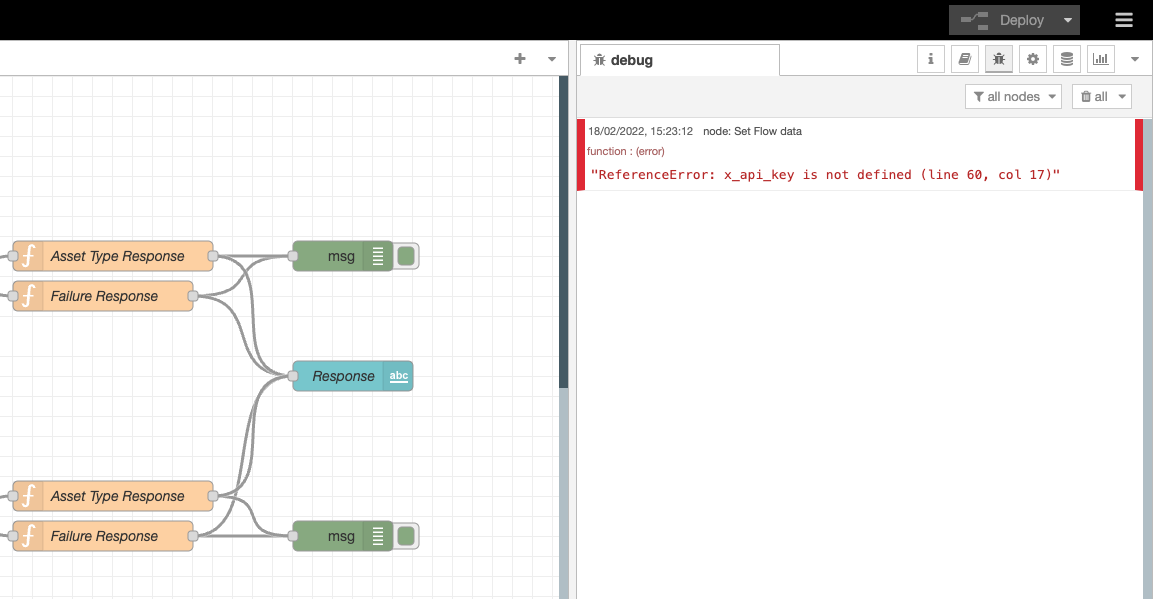 Deploy
debug
all nodes
all
18/02/2022, 15:23:12 node: Set Flow data
function : (error)
"ReferenceError: x_api_key is not defined (line 60, col 17)"
Asset Type Response
msg
Failure Response
Response
abc
Asset Type Response
Failure Response
msg